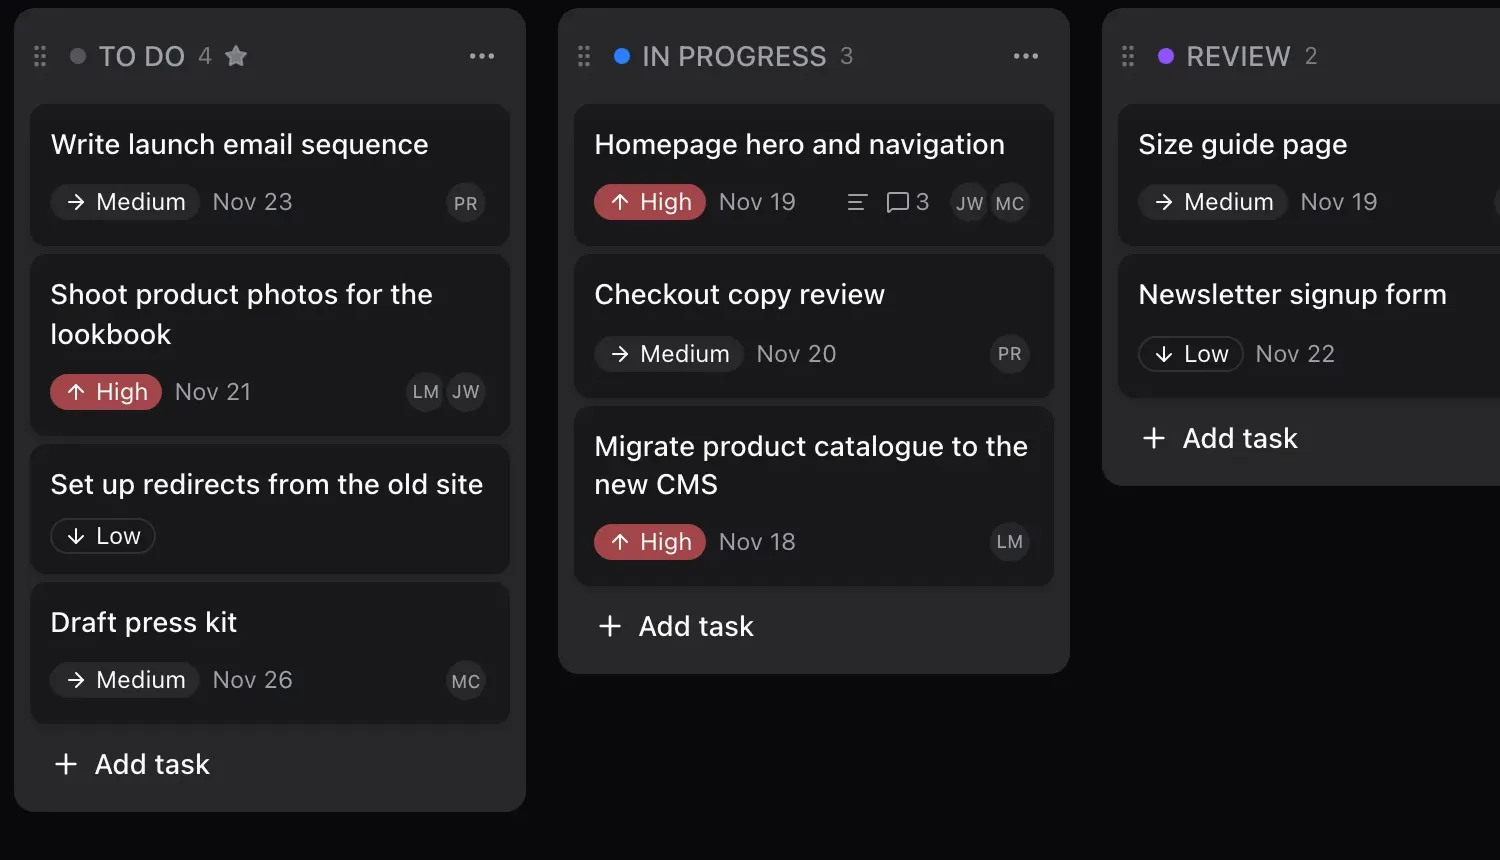 TO DO 4
Write launch email sequence
Medium Nov 23 PR
Shoot product photos for the
lookbook
High Nov 21 LM JW
Set up redirects from the old site
Low
Draft press kit
Medium Nov 26 MC
Add task
IN PROGRESS 3
Homepage hero and navigation
High Nov 19 3 JW MC
Checkout copy review
Medium Nov 20 PR
Migrate product catalogue to the
new CMS
High Nov 18 LM
Add task
REVIEW 2
Size guide page
Medium Nov 19
Newsletter signup form
Low Nov 22
Add task